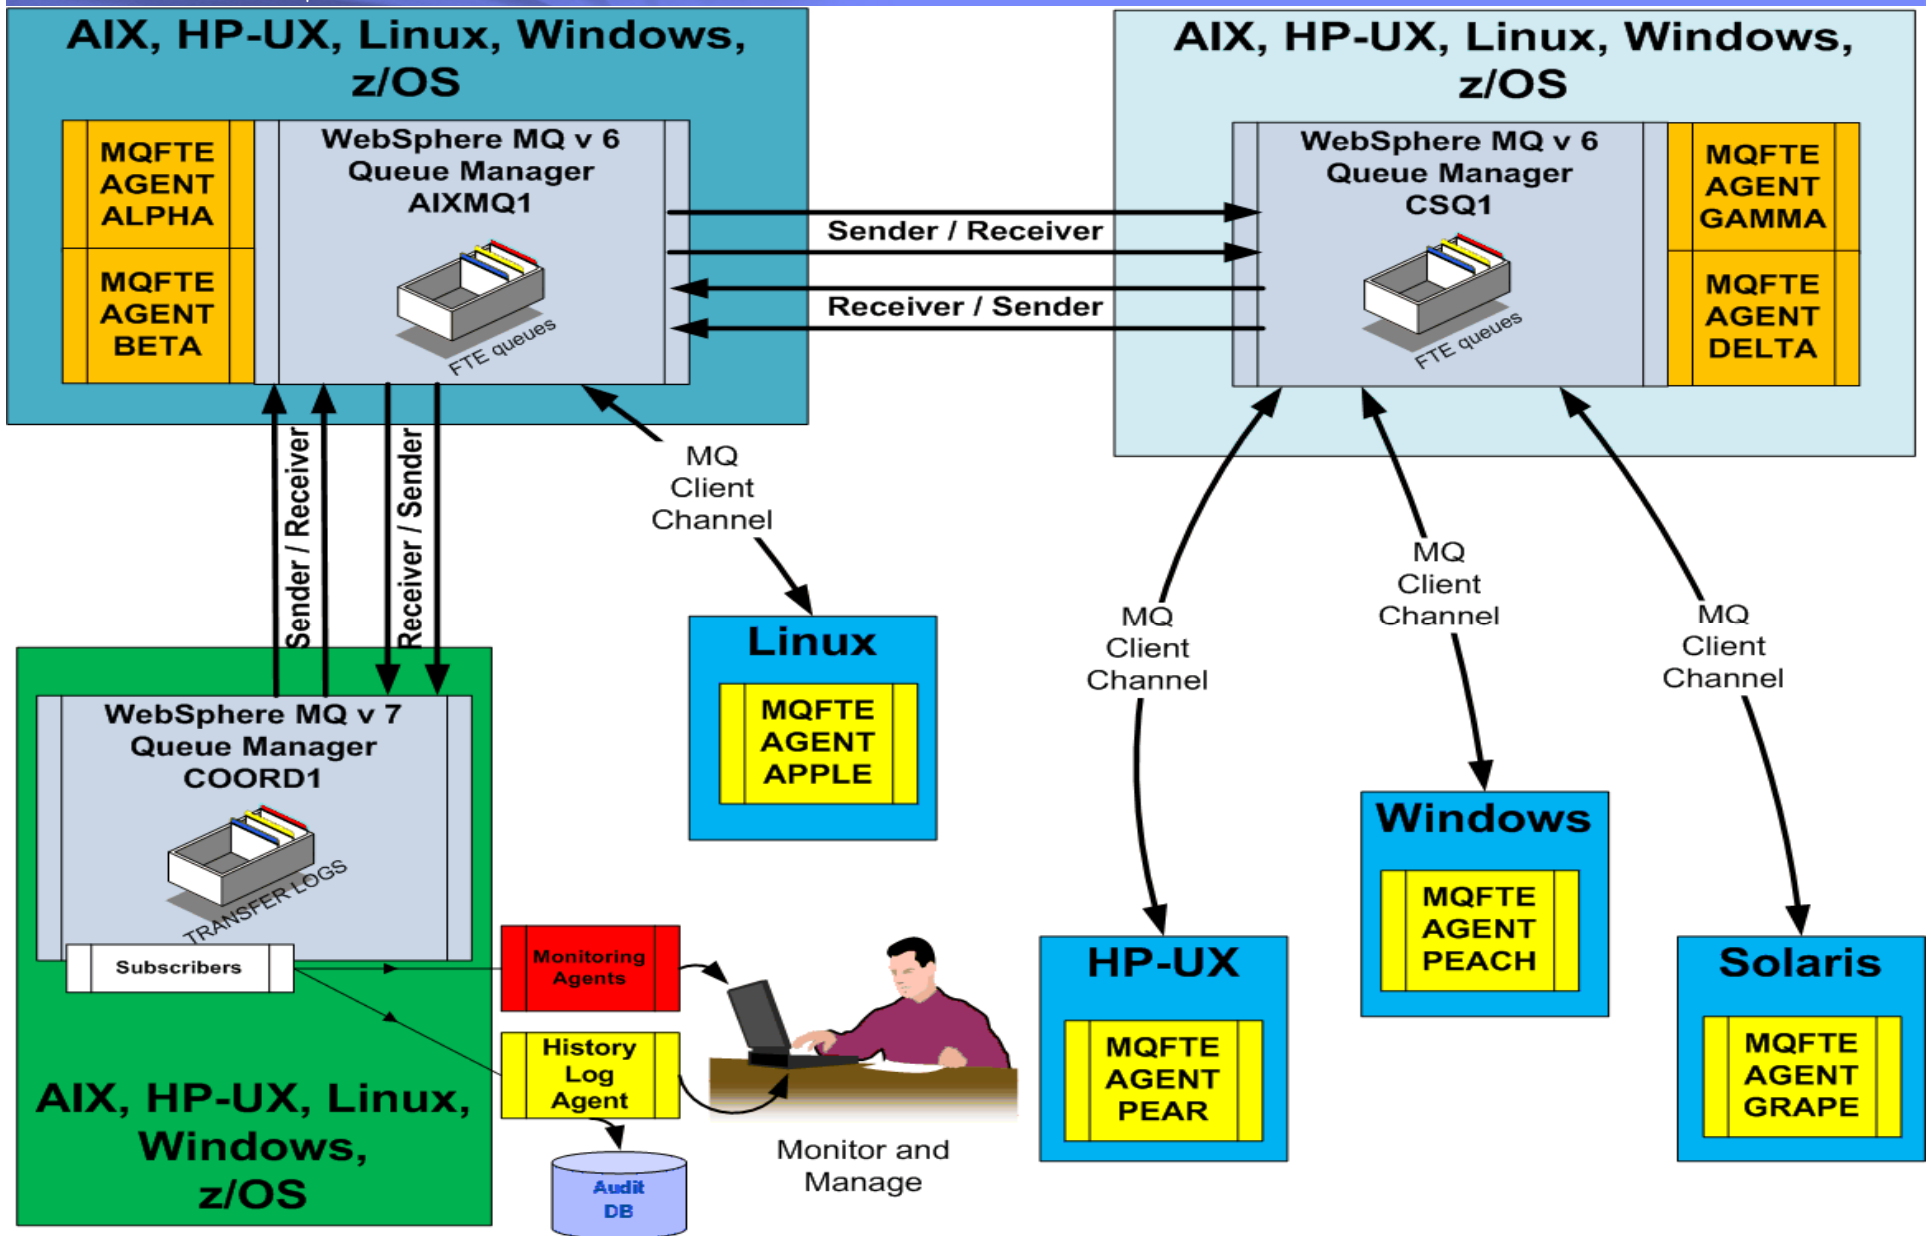 AIX, HP-UX, Linux, Windows,
z/OS
MQFTE
AGENT
ALPHA
MQFTE
AGENT
BETA
WebSphere MQ v 6
Queue Manager
AIXMQ1
FTE queues
Sender / Receiver
Receiver / Sender
AIX, HP-UX, Linux, Windows,
z/OS
WebSphere MQ v 6
Queue Manager
CSQ1
FTE queues
MQFTE
AGENT
GAMMA
MQFTE
AGENT
DELTA
Sender / Receiver
Receiver / Sender
MQ
Client
Channel
MQ
Client
Channel
MQ
Client
Channel
MQ
Client
Channel
WebSphere MQ v 7
Queue Manager
COORD1
TRANSFER LOGS
Subscribers
AIX, HP-UX, Linux,
Windows,
z/OS
Linux
MQFTE
AGENT
APPLE
Monitoring
Agents
History
Log
Agent
Audit
DB
Monitor and
Manage
HP-UX
MQFTE
AGENT
PEAR
Windows
MQFTE
AGENT
PEACH
Solaris
MQFTE
AGENT
GRAPE